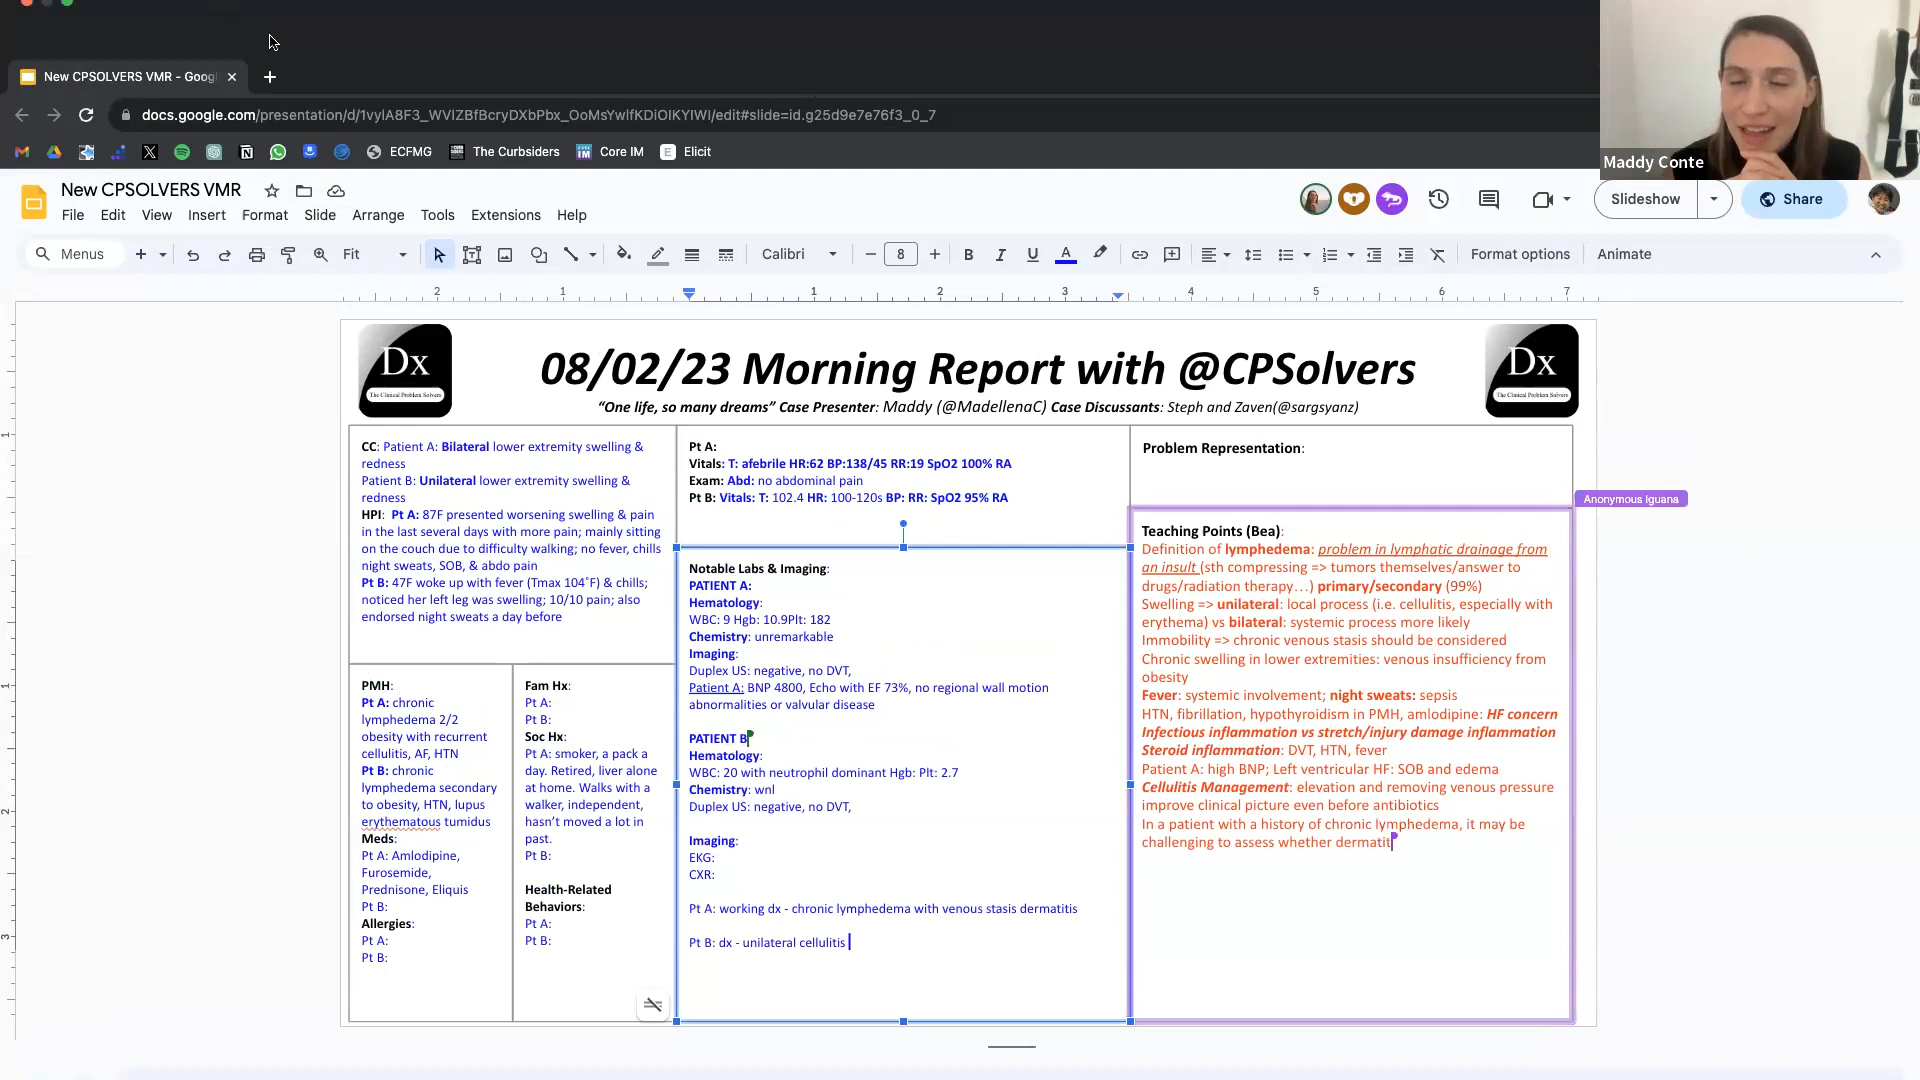 New CPSOLVERS VMR - Goog
docs.google.com/presentation/d/1vylA8F3_WVlZBfBcryDXbPbx_OoMsYwlfKDiOIKYIWI/edit#slide=id.g25d9e7e76f3_0_7
ECFMG
The Curbsiders
Core IM
Elicit
Maddy Conte
New CPSOLVERS VMR
Slideshow
Share
File Edit View Insert Format Slide Arrange Tools Extensions Help
Menus
Fit
Calibri
8
Format options
Animate
2 1 1 2 3 4 5 6 7
1
1
2
3
Dx
The Clinical Problem Solvers
08/02/23 Morning Report with @CPSolvers
“One life, so many dreams” Case Presenter: Maddy (@MadellenaC) Case Discussants: Steph and Zaven(@sargsyanz)
Dx
The Clinical Problem Solvers
CC: Patient A: Bilateral lower extremity swelling &
redness
Patient B: Unilateral lower extremity swelling &
redness
HPI: Pt A: 87F presented worsening swelling & pain
in the last several days with more pain; mainly sitting
on the couch due to difficulty walking; no fever, chills
night sweats, SOB, & abdo pain
Pt B: 47F woke up with fever (Tmax 104˚F) & chills;
noticed her left leg was swelling; 10/10 pain; also
endorsed night sweats a day before
PMH:
Pt A: chronic
lymphedema 2/2
obesity with recurrent
cellulitis, AF, HTN
Pt B: chronic
lymphedema secondary
to obesity, HTN, lupus
erythematous tumidus
Meds:
Pt A: Amlodipine,
Furosemide,
Prednisone, Eliquis
Pt B:
Allergies:
Pt A:
Pt B:
Fam Hx:
Pt A:
Pt B:
Soc Hx:
Pt A: smoker, a pack a
day. Retired, liver alone
at home. Walks with a
walker, independent,
hasn’t moved a lot in
past.
Pt B:
Health-Related
Behaviors:
Pt A:
Pt B:
Pt A:
Vitals: T: afebrile HR:62 BP:138/45 RR:19 SpO2 100% RA
Exam: Abd: no abdominal pain
Pt B: Vitals: T: 102.4 HR: 100-120s BP: RR: SpO2 95% RA
Notable Labs & Imaging:
PATIENT A:
Hematology:
WBC: 9 Hgb: 10.9Plt: 182
Chemistry: unremarkable
Imaging:
Duplex US: negative, no DVT,
Patient A: BNP 4800, Echo with EF 73%, no regional wall motion
abnormalities or valvular disease
PATIENT B
Hematology:
WBC: 20 with neutrophil dominant Hgb: Plt: 2.7
Chemistry: wnl
Duplex US: negative, no DVT,
Imaging:
EKG:
CXR:
Pt A: working dx - chronic lymphedema with venous stasis dermatitis
Pt B: dx - unilateral cellulitis
Problem Representation:
Anonymous Iguana
Teaching Points (Bea):
Definition of lymphedema: problem in lymphatic drainage from
an insult (sth compressing => tumors themselves/answer to
drugs/radiation therapy…) primary/secondary (99%)
Swelling => unilateral: local process (i.e. cellulitis, especially with
erythema) vs bilateral: systemic process more likely
Immobility => chronic venous stasis should be considered
Chronic swelling in lower extremities: venous insufficiency from
obesity
Fever: systemic involvement; night sweats: sepsis
HTN, fibrillation, hypothyroidism in PMH, amlodipine: HF concern
Infectious inflammation vs stretch/injury damage inflammation
Steroid inflammation: DVT, HTN, fever
Patient A: high BNP; Left ventricular HF: SOB and edema
Cellulitis Management: elevation and removing venous pressure
improve clinical picture even before antibiotics
In a patient with a history of chronic lymphedema, it may be
challenging to assess whether dermatit